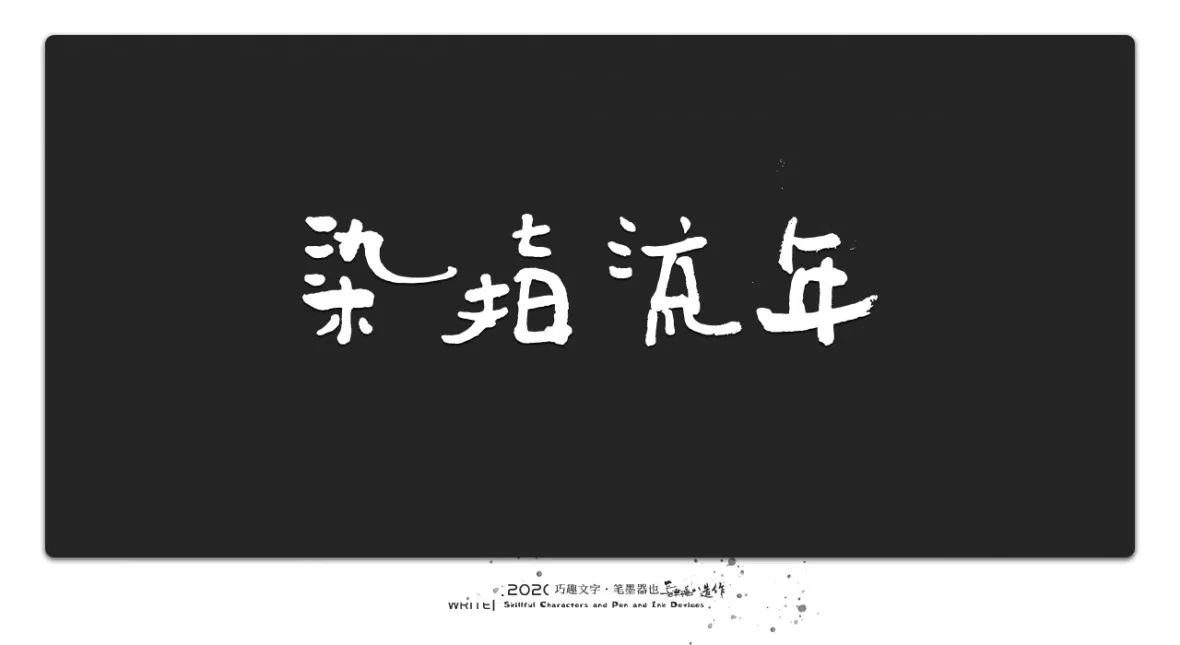 染指流年
.2020 巧趣文字·笔墨器也
WRITE Skillful Characters and Pen and Ink Devices